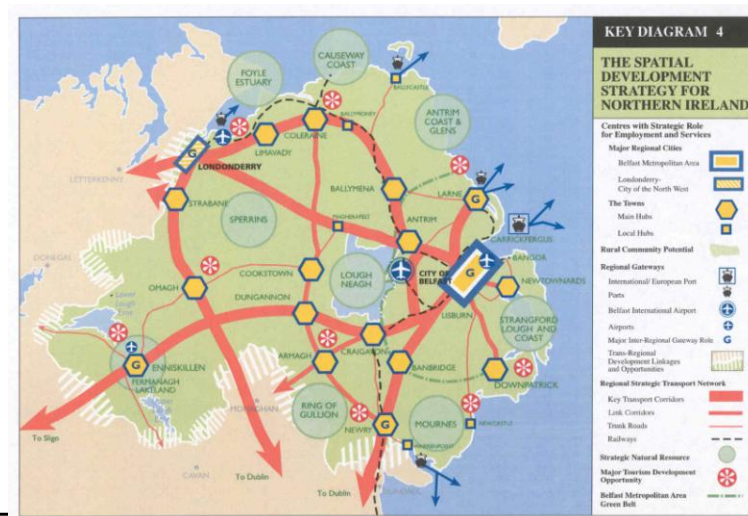 KEY DIAGRAM 4
THE SPATIAL
DEVELOPMENT
STRATEGY FOR
NORTHERN IRELAND
Centres with Strategic Role
for Employment and Services
Major Regional Cities
Belfast Metropolitan Area
Londonderry-
City of the North West
The Towns
Main Hubs
Local Hubs
Rural Community Potential
Regional Gateways
International/European Port
Ports
Belfast International Airport
Airports
Major Inter-Regional Gateway Role
G
Trans-Regional
Development Linkages
and Opportunities
Regional Strategic Transport Network
Key Transport Corridors
Link Corridors
Trunk Roads
Railways
Strategic Natural Resource
Major Tourism Development
Opportunity
Belfast Metropolitan Area
Green Belt
CAUSEWAY
COAST
FOYLE
ESTUARY
BALLYCASTLE
COLERAINE
BALLYMONEY
ANTRIM
COAST &
GLENS
LIMAVADY
G
LONDONDERRY
LETTERKENNY
STRABANE
BALLYMENA
LARNE
G
SPERRINS
MAGHERAFELT
ANTRIM
CARRICKFERGUS
DONEGAL
COOKSTOWN
LOUGH
NEAGH
CITY OF
BELFAST
G
BANGOR
NEWTOWNARDS
OMAGH
Lower
Lough
Erne
DUNGANNON
LISBURN
STRANGFORD
LOUGH AND
COAST
G
ENNISKILLEN
FERMANAGH
LAKELAND
ARMAGH
CRAIGAVON
BANBRIDGE
DOWNPATRICK
MONAGHAN
RING OF
GULLION
MOURNES
NEWRY
G
NEWCASTLE
WARRENPOINT
To Sligo
CAVAN
To Dublin
To Dublin
DUNDALK